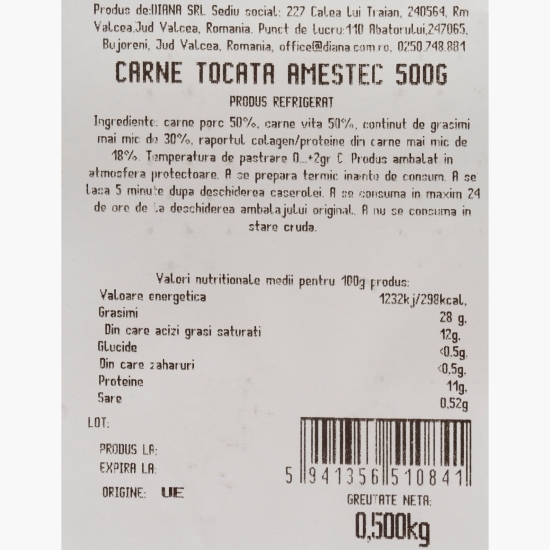 Produs de:DIANA SRL Sediu social: 227 Calea Lui Traian, 240564, Rm
Valcea,Jud Valcea, Romania. Punct de lucru:110 Abatorului,247065,
Bujoreni, Jud Valcea, Romania, office@diana.com.ro, 0250.748.881
CARNE TOCATA AMESTEC 500G
PRODUS REFRIGERAT
Ingrediente: carne porc 50%, carne vita 50%, continut de grasimi
mai mic de 30%, raportul colagen/proteine din carne mai mic de
18%. Temperatura de pastrare 0...+2gr C Produs ambalat in
atmosfera protectoare. A se prepara termic inainte de consum. A se
lasa 5 minute dupa deschiderea caserolei. A se consuma in maxim 24
de ore de la deschiderea ambalajului original. A nu se consuma in
stare cruda.
Valori nutritionale medii pentru 100g produs:
Valoare energetica 1232kj/298kcal,
Grasimi 28 g,
Din care acizi grasi saturati 12g,
Glucide <0.5g,
Din care zaharuri <0,5g,
Proteine 11g,
Sare 0,52g
LOT:
PRODUS LA:
EXPIRA LA:
ORIGINE: UE
5 941356 510841
GREUTATE NETA:
0,500kg